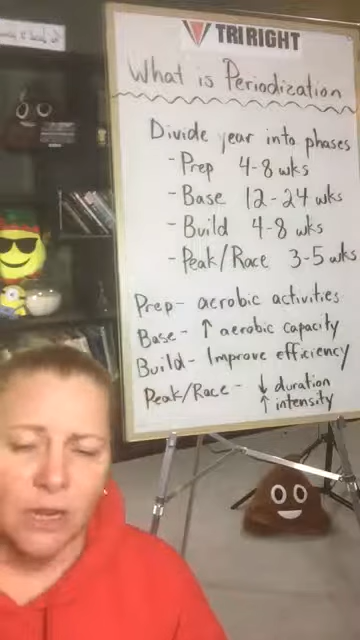 TRIRIGHT
What is Periodization
Divide year into phases
- Prep 4-8 wks
- Base 12-24 wks
- Build 4-8 wks
- Peak/Race 3-5 wks
Prep - aerobic activities
Base - ↑ aerobic capacity
Build - Improve efficiency
Peak/Race - ↓ duration
↑ intensity